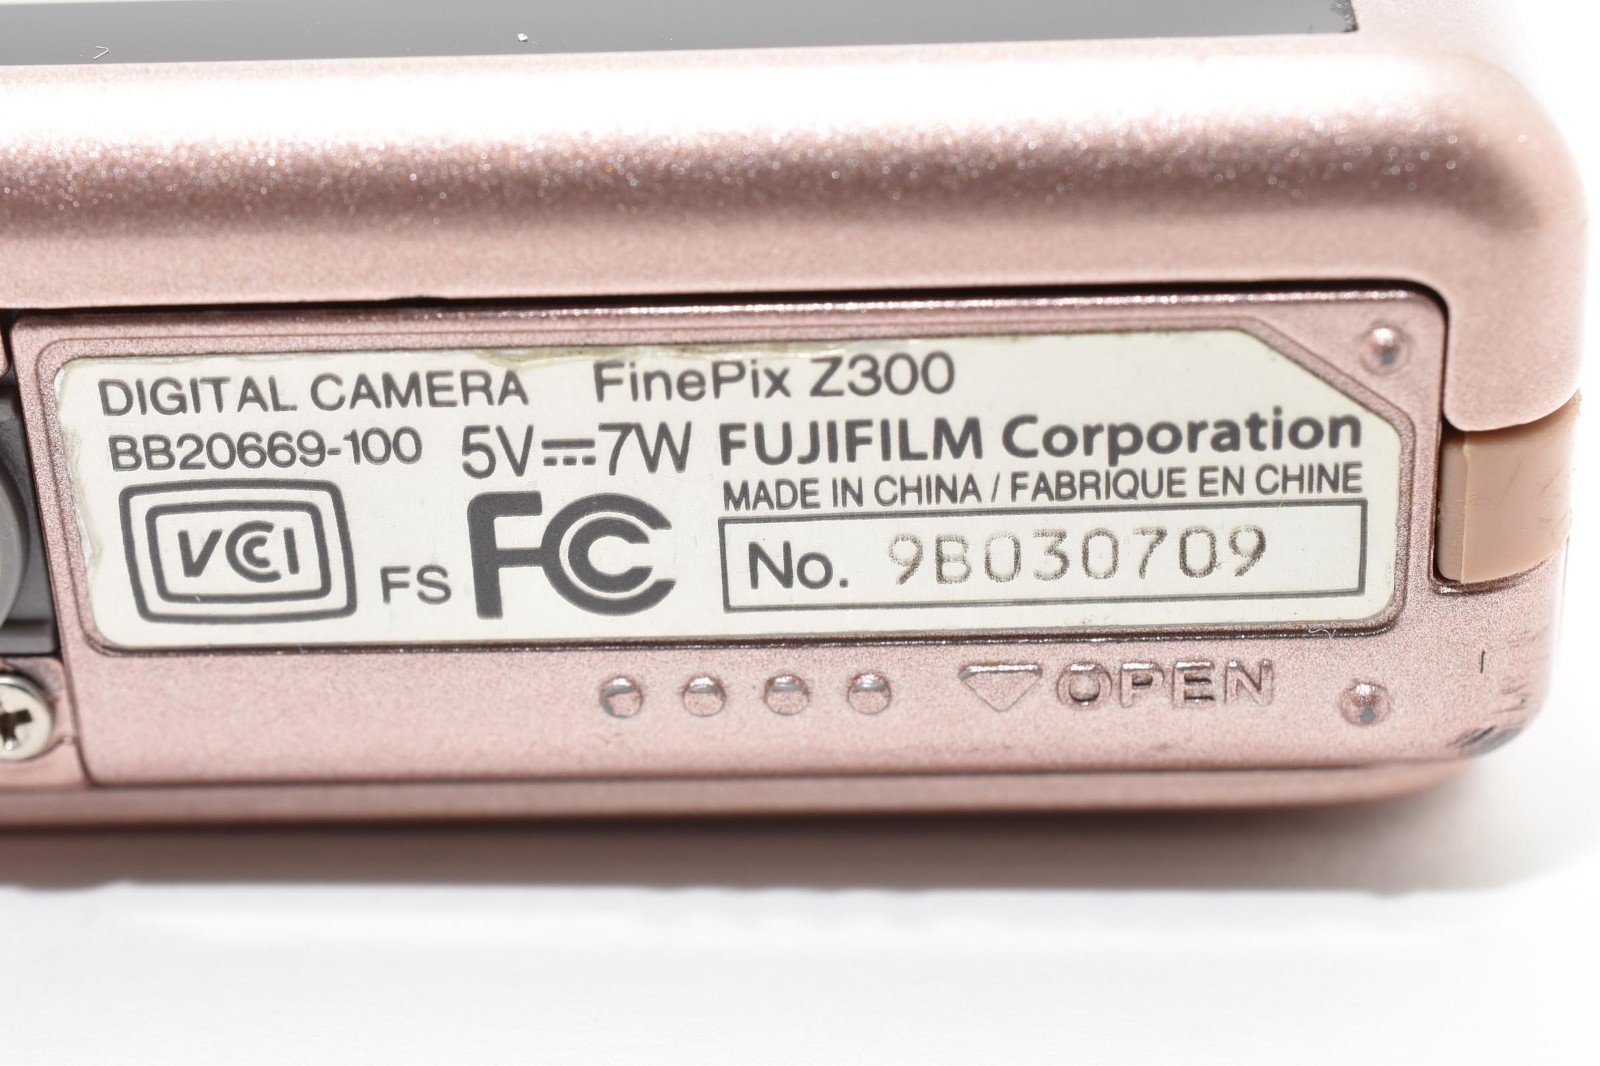 DIGITAL CAMERA FinePix Z300
BB20669-100 5V⎓7W FUJIFILM Corporation
MADE IN CHINA / FABRIQUE EN CHINE
VCCI FS FC
No. 9B030709
OPEN